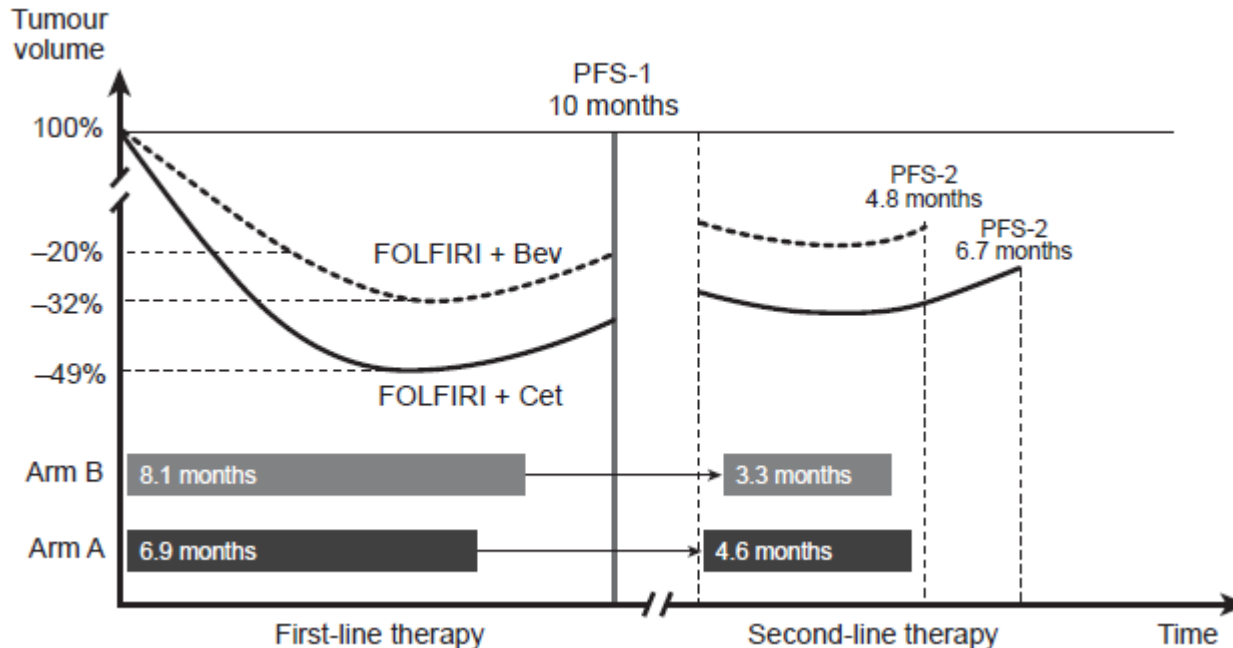 Tumour
volume
PFS-1
10 months
100%
PFS-2
4.8 months
PFS-2
6.7 months
–20%
FOLFIRI + Bev
–32%
–49%
FOLFIRI + Cet
Arm B
8.1 months
3.3 months
Arm A
6.9 months
4.6 months
First-line therapy
Second-line therapy
Time